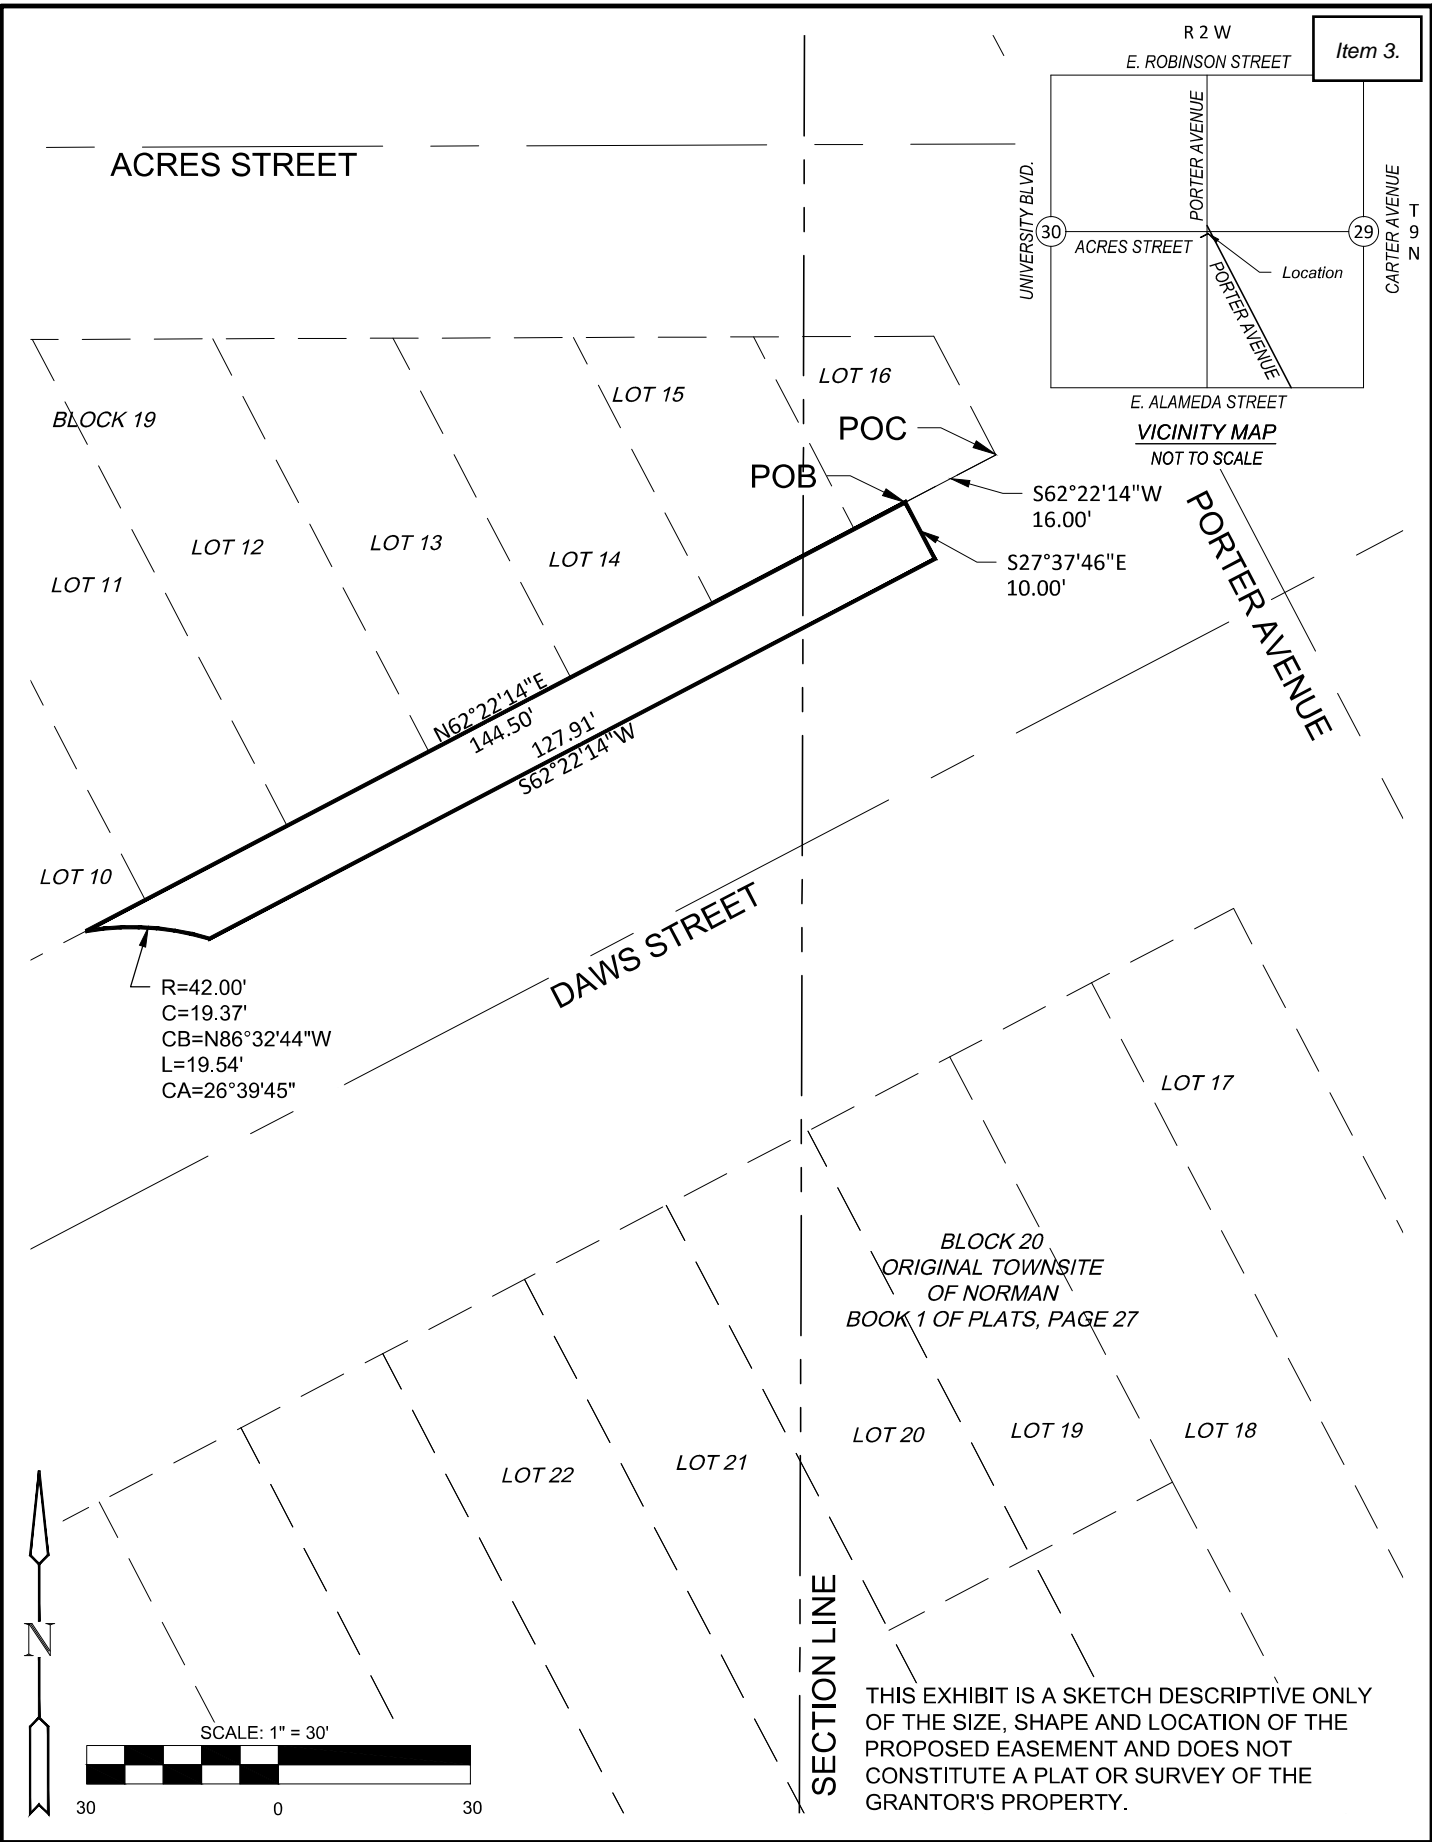 R 2 W
Item 3.
E. ROBINSON STREET
PORTER AVENUE
UNIVERSITY BLVD.
CARTER AVENUE
T
9
N
30
29
ACRES STREET
PORTER AVENUE
Location
E. ALAMEDA STREET
VICINITY MAP
NOT TO SCALE
ACRES STREET
BLOCK 19
LOT 15
LOT 16
POC
POB
S62°22'14"W
16.00'
S27°37'46"E
10.00'
PORTER AVENUE
LOT 11
LOT 12
LOT 13
LOT 14
N62°22'14"E
144.50'
127.91'
S62°22'14"W
LOT 10
R=42.00'
C=19.37'
CB=N86°32'44"W
L=19.54'
CA=26°39'45"
DAWS STREET
LOT 17
BLOCK 20
ORIGINAL TOWNSITE
OF NORMAN
BOOK 1 OF PLATS, PAGE 27
LOT 22
LOT 21
LOT 20
LOT 19
LOT 18
N
SCALE: 1" = 30'
30 0 30
SECTION LINE
THIS EXHIBIT IS A SKETCH DESCRIPTIVE ONLY
OF THE SIZE, SHAPE AND LOCATION OF THE
PROPOSED EASEMENT AND DOES NOT
CONSTITUTE A PLAT OR SURVEY OF THE
GRANTOR'S PROPERTY.